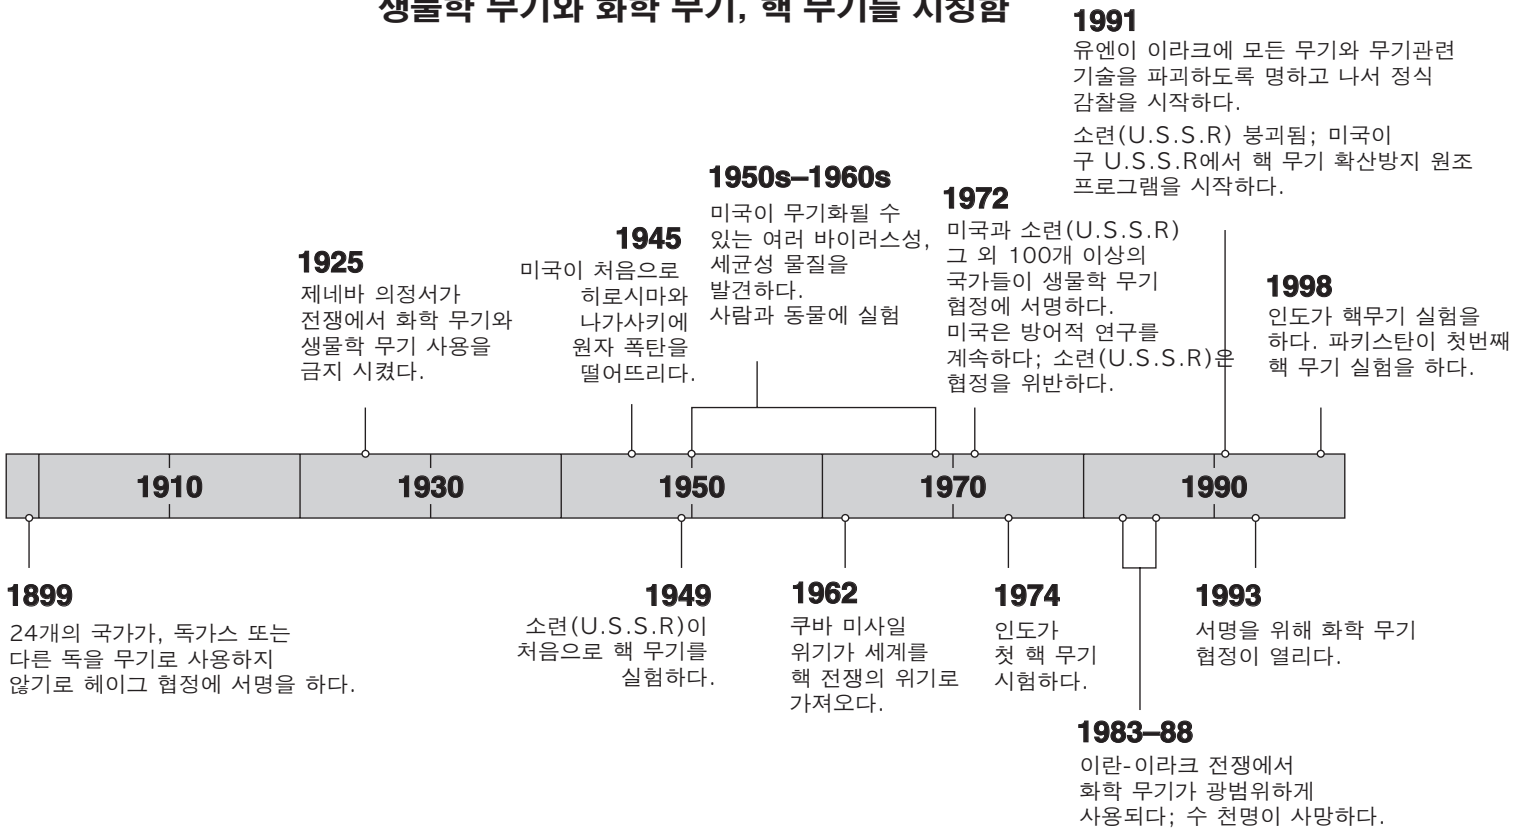 생물학 무기와 화학 무기, 핵 무기를 지칭함
1991
유엔이 이라크에 모든 무기와 무기관련
기술을 파괴하도록 명하고 나서 정식
감찰을 시작하다.
소련(U.S.S.R) 붕괴됨; 미국이
구 U.S.S.R에서 핵 무기 확산방지 원조
프로그램을 시작하다.
1950s–1960s
미국이 무기화될 수
있는 여러 바이러스성,
세균성 물질을
발견하다.
사람과 동물에 실험
1972
미국과 소련(U.S.S.R)
그 외 100개 이상의
국가들이 생물학 무기
협정에 서명하다.
미국은 방어적 연구를
계속하다; 소련(U.S.S.R)은
협정을 위반하다.
1945
미국이 처음으로
히로시마와
나가사키에
원자 폭탄을
떨어뜨리다.
1925
제네바 의정서가
전쟁에서 화학 무기와
생물학 무기 사용을
금지 시켰다.
1998
인도가 핵무기 실험을
하다. 파키스탄이 첫번째
핵 무기 실험을 하다.
1910
1930
1950
1970
1990
1899
24개의 국가가, 독가스 또는
다른 독을 무기로 사용하지
않기로 헤이그 협정에 서명을 하다.
1949
소련(U.S.S.R)이
처음으로 핵 무기를
실험하다.
1962
쿠바 미사일
위기가 세계를
핵 전쟁의 위기로
가져오다.
1974
인도가
첫 핵 무기
시험하다.
1993
서명을 위해 화학 무기
협정이 열리다.
1983–88
이란-이라크 전쟁에서
화학 무기가 광범위하게
사용되다; 수 천명이 사망하다.